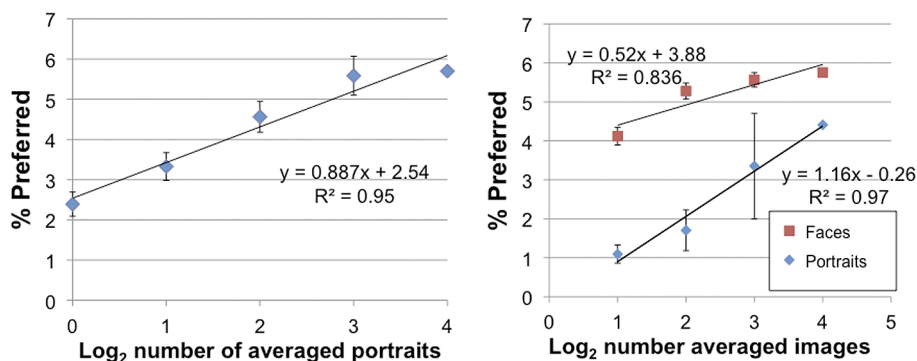 7
6
5
4
3
2
1
0
% Preferred
y = 0.887x + 2.54
R² = 0.95
0 1 2 3 4
Log2 number of averaged portraits
7
6
5
4
3
2
1
0
% Preferred
y = 0.52x + 3.88
R² = 0.836
y = 1.16x - 0.26
R² = 0.97
Faces
Portraits
0 1 2 3 4 5
Log2 number averaged images